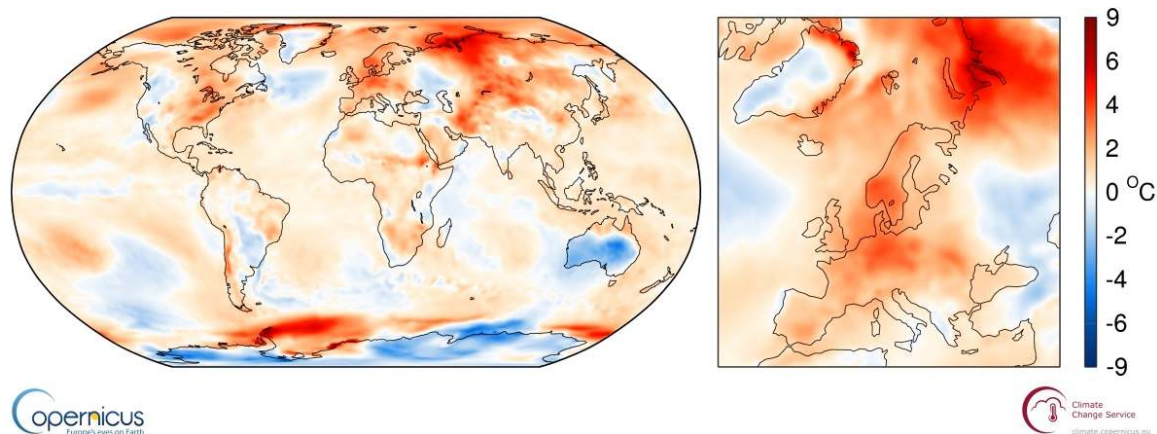 9
6
4
2
0
-2
-4
-6
-9
°C
Copernicus
Europe's eyes on Earth
Climate
Change Service
climate.copernicus.eu